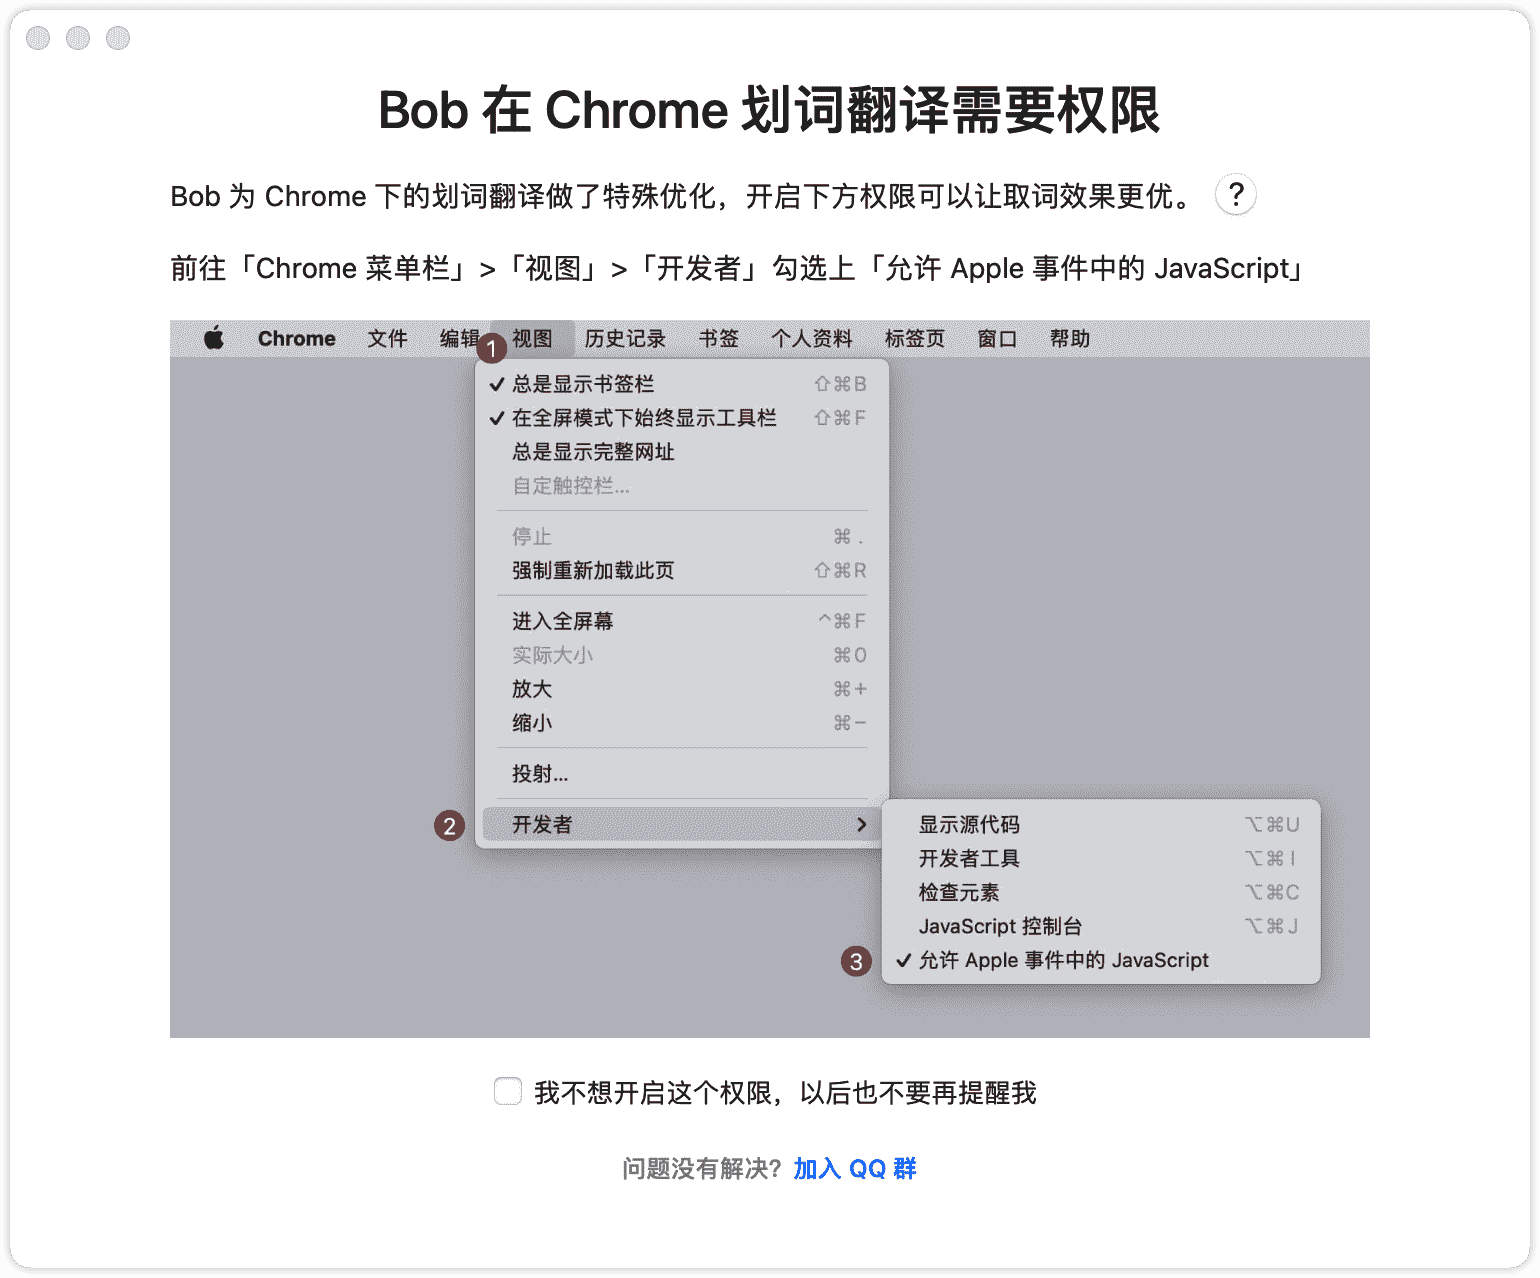 Bob 在 Chrome 划词翻译需要权限
Bob 为 Chrome 下的划词翻译做了特殊优化，开启下方权限可以让取词效果更优。 ?
前往「Chrome 菜单�」>「视图」>「开发者」勾选上「允许 Apple 事件中的 JavaScript」
Chrome 文件 编辑 视图 历史记录 书签 个人资料 标签页 窗口 帮助
1
✓ 总是显示书签栏 ⇧⌘B
✓ 在全屏模式下始终显示工具栏 ⇧⌘F
总是显示完整网址
自定触控栏...
停止 ⌘.
强制重新加载此页 ⇧⌘R
进入全屏幕 ^⌘F
实际大小 ⌘0
放大 ⌘+
缩小 ⌘−
投射...
2 开发者 >
显示源代码 ⌥⌘U
开发者工具 ⌥⌘I
检查元素 ⌥⌘C
JavaScript 控制台 ⌥⌘J
3 ✓ 允许 Apple 事件中的 JavaScript
我不想开启这个权限，以后也不要再提醒我
问题没有解决? 加入 QQ 群